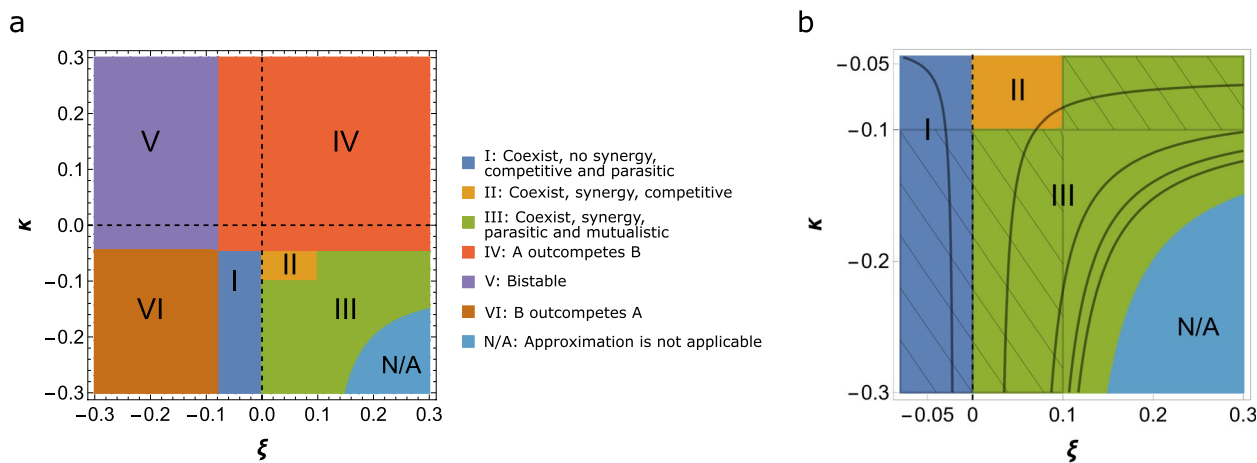 a
b
0.3
0.2
0.1
0.0
−0.1
−0.2
−0.3
κ
V
IV
I
II
VI
III
N/A
−0.3
−0.2
−0.1
0.0
0.1
0.2
0.3
ξ
I: Coexist, no synergy,
competitive and parasitic
II: Coexist, synergy, competitive
III: Coexist, synergy,
parasitic and mutualistic
IV: A outcompetes B
V: Bistable
VI: B outcompetes A
N/A: Approximation is not applicable
−0.05
−0.1
−0.2
−0.3
κ
I
II
III
N/A
−0.05
0
0.1
0.2
0.3
ξ